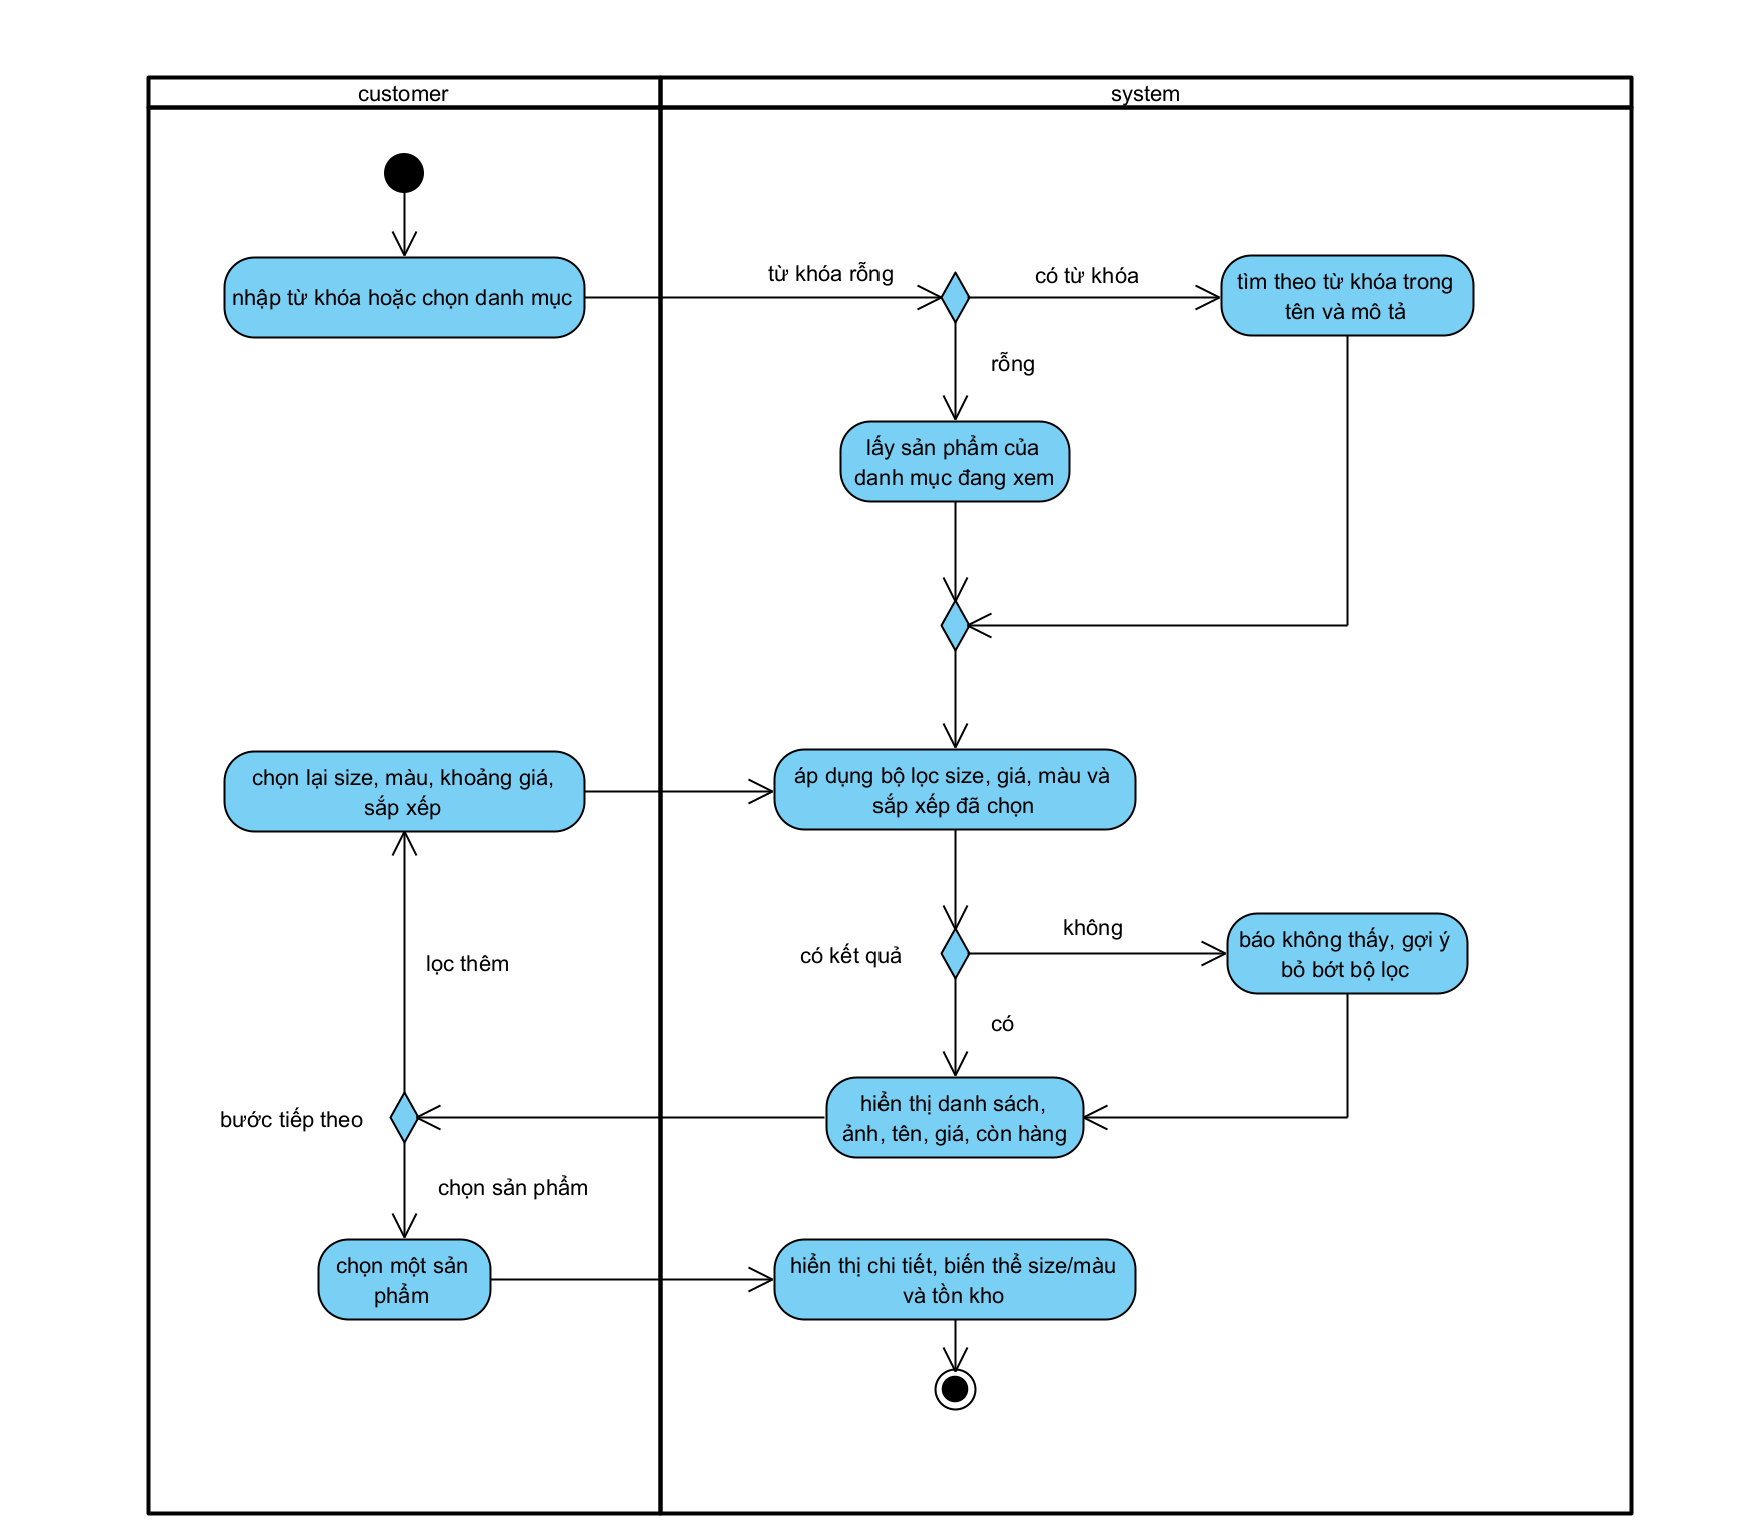 customer
system
nhập từ khóa hoặc chọn danh mục
từ khóa rỗng
có từ khóa
tìm theo từ khóa trong
tên và mô tả
rỗng
lấy sản phẩm của
danh mục đang xem
chọn lại size, màu, khoảng giá,
sắp xếp
áp dụng bộ lọc size, giá, màu và
sắp xếp đã chọn
lọc thêm
có kết quả
không
báo không thấy, gợi ý
bỏ bớt bộ lọc
có
bước tiếp theo
hiển thị danh sách,
ảnh, tên, giá, còn hàng
chọn sản phẩm
chọn một sản
phẩm
hiển thị chi tiết, biến thể size/màu
và tồn kho